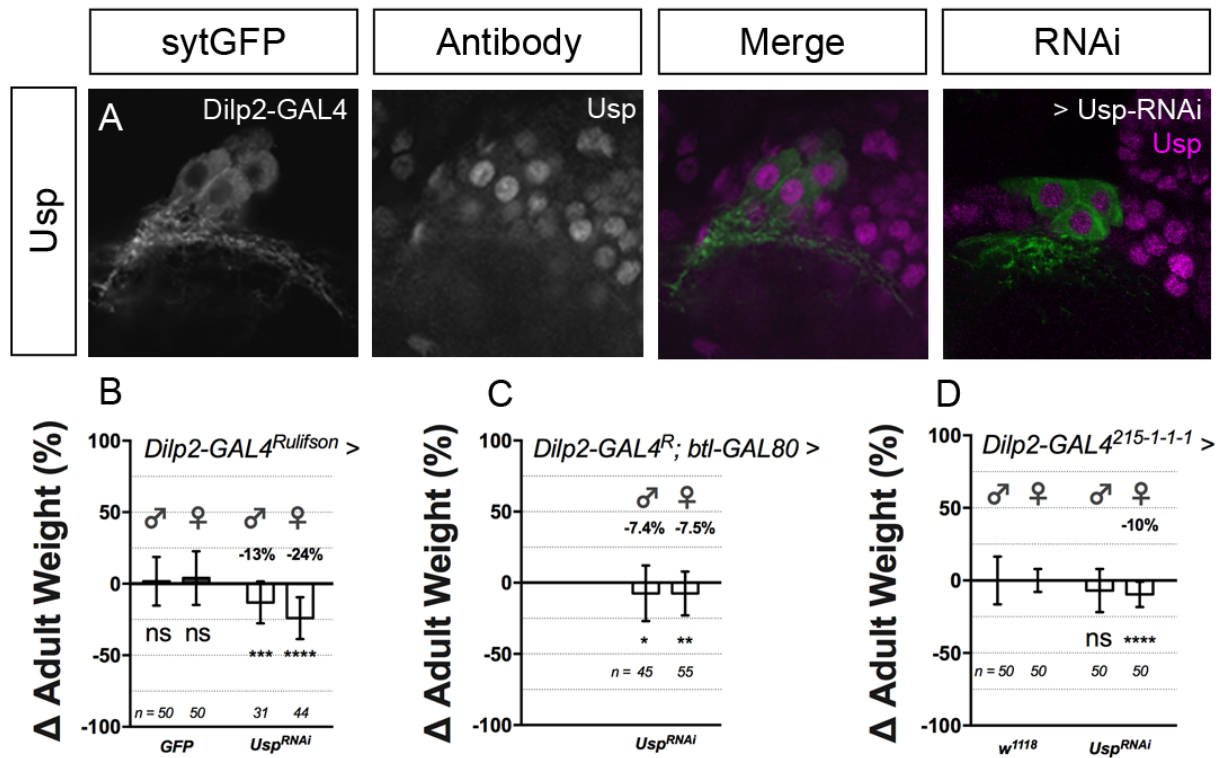 sytGFP
Antibody
Merge
RNAi
Usp
A
Dilp2-GAL4
Usp
> Usp-RNAi
Usp
B
Δ Adult Weight (%)
Dilp2-GAL4^Rulifson >
100
50
0
-50
-100
♂ ♀ ♂ ♀
-13% -24%
ns ns
*** ****
n = 50 50 31 44
GFP Usp^RNAi
C
Δ Adult Weight (%)
Dilp2-GAL4^R; btl-GAL80 >
100
50
0
-50
-100
♂ ♀
-7.4% -7.5%
* **
n = 45 55
Usp^RNAi
D
Δ Adult Weight (%)
Dilp2-GAL4^215-1-1-1 >
100
50
0
-50
-100
♂ ♀ ♂ ♀
-10%
ns ****
n = 50 50 50 50
w^1118 Usp^RNAi